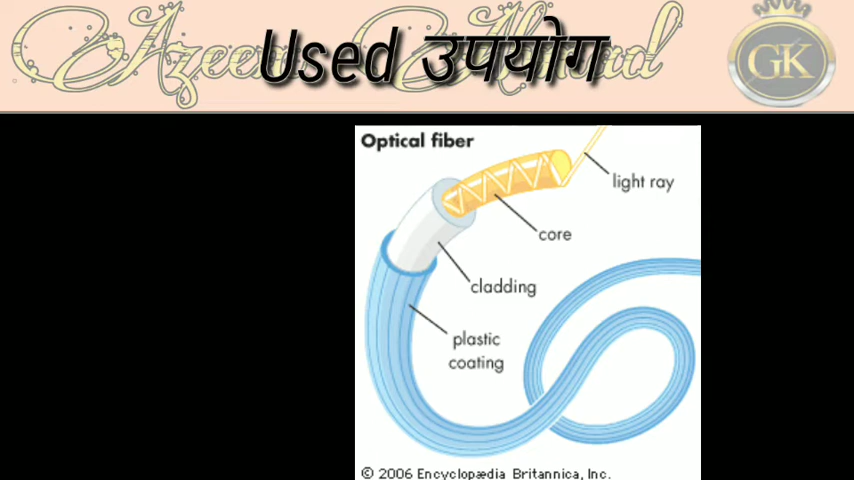 Used उपयोग
GK
Optical fiber
light ray
core
cladding
plastic
coating
© 2006 Encyclopædia Britannica, Inc.